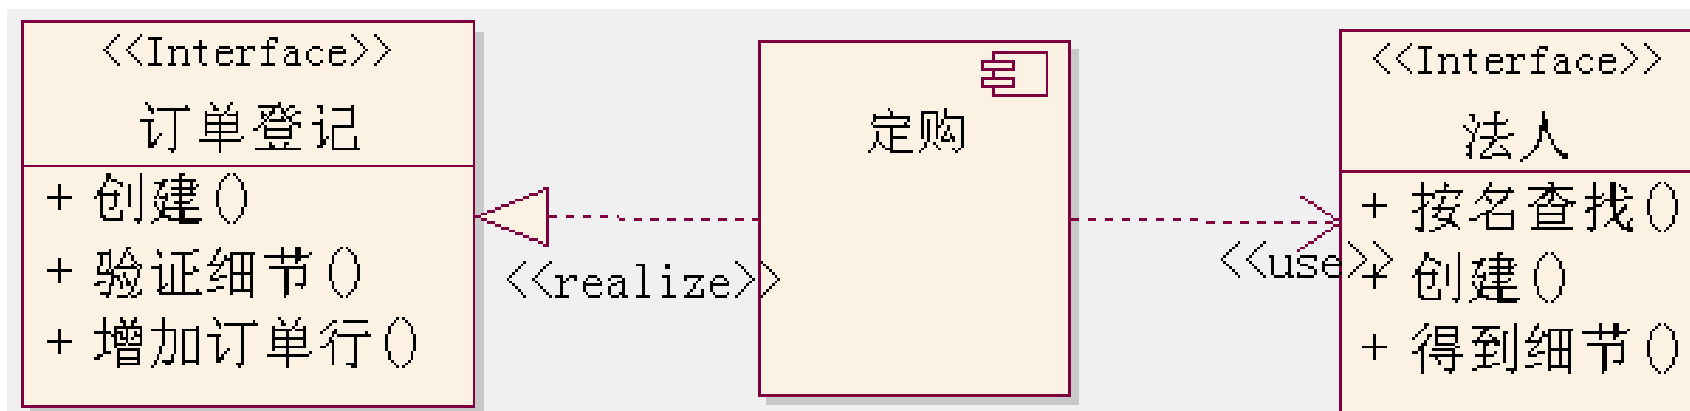 <<Interface>>
订单登记
+ 创建()
+ 验证细节()
+ 增加订单行()
<<realize>>
定购
<<use>>
<<Interface>>
法人
+ 按名查找()
+ 创建()
+ 得到细节()